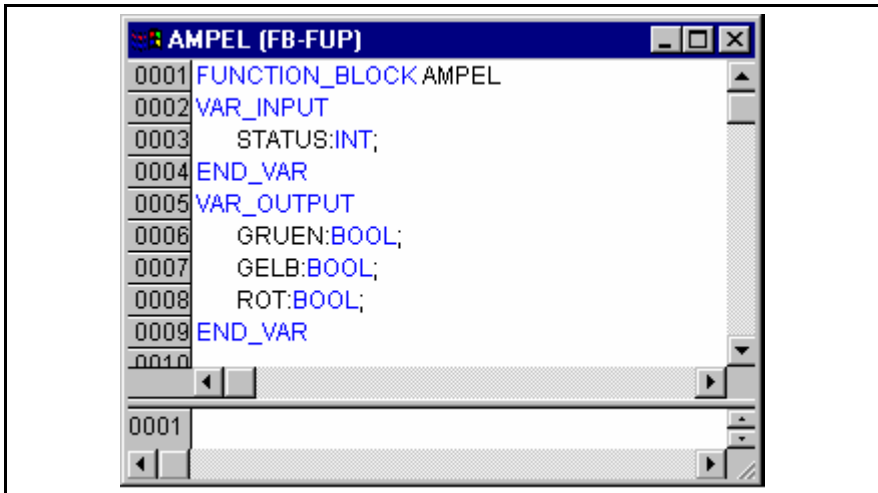 AMPEL (FB-FUP)
0001 FUNCTION_BLOCK AMPEL
0002 VAR_INPUT
0003 STATUS:INT;
0004 END_VAR
0005 VAR_OUTPUT
0006 GRUEN:BOOL;
0007 GELB:BOOL;
0008 ROT:BOOL;
0009 END_VAR
0010
0001